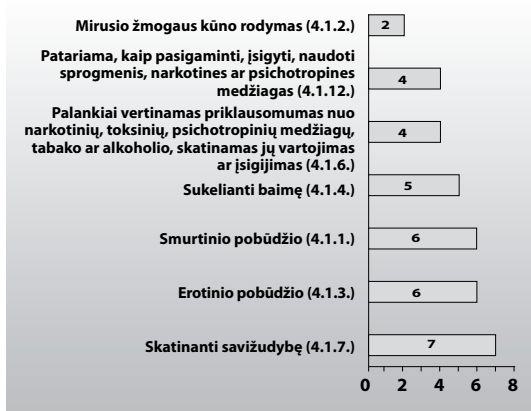 Mirusio žmogaus kūno rodymas (4.1.2.)
2
Patariama, kaip pasigaminti, įsigyti, naudoti
sprogmenis, narkotines ar psichotropines
medžiagas (4.1.12.)
4
Palankiai vertinamas priklausomumas nuo
narkotinių, toksinių, psichotropinių medžiagų,
tabako ar alkoholio, skatinamas jų vartojimas
ar įsigijimas (4.1.6.)
4
Sukelianti baimę (4.1.4.)
5
Smurtinio pobūdžio (4.1.1.)
6
Erotinio pobūdžio (4.1.3.)
6
Skatinanti savižudybę (4.1.7.)
7
0 2 4 6 8